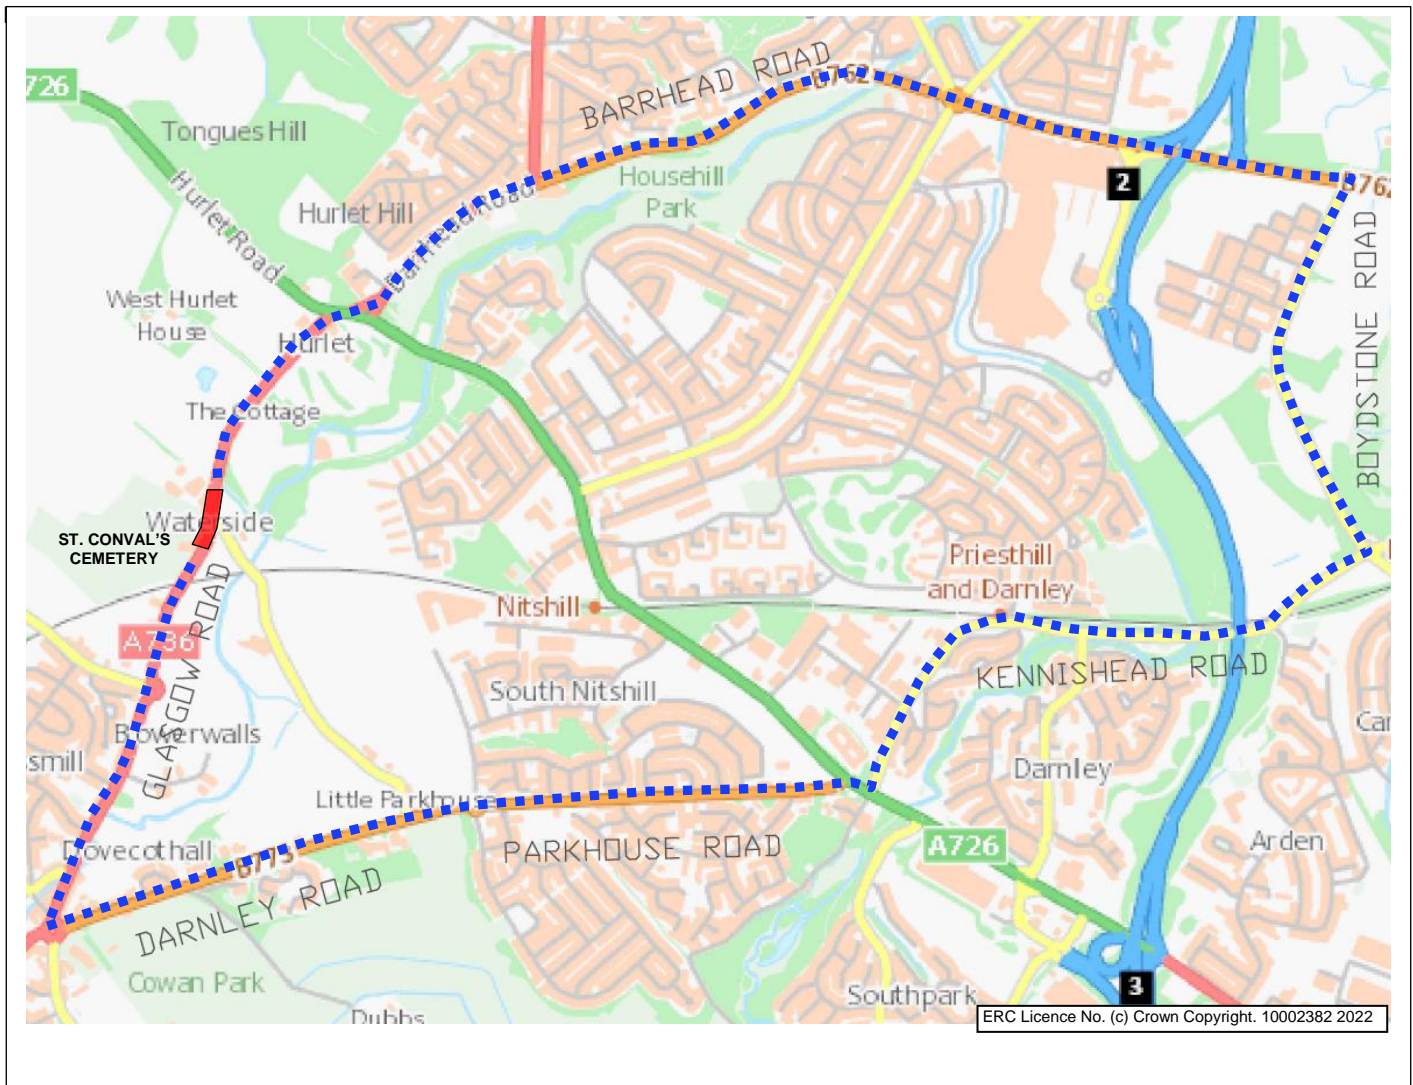 726
BARRHEAD ROAD
B762
Tongues Hill
Hurlet Road
Hurlet Hill
Barrhead Road
Househill
Park
2
B762
BOYDSTONE ROAD
West Hurlet
House
Hurlet
The Cottage
ST. CONVAL'S
CEMETERY
Waterside
Priesthill
and Darnley
Nitshill
A736
GLASGOW ROAD
KENNISHEAD ROAD
South Nitshill
Bowerwalls
smill
Car
Darnley
Little Parkhouse
PARKHOUSE ROAD
A726
Arden
Dovecothall
B773
DARNLEY ROAD
Cowan Park
Southpark
3
Dubbs
ERC Licence No. (c) Crown Copyright. 10002382 2022